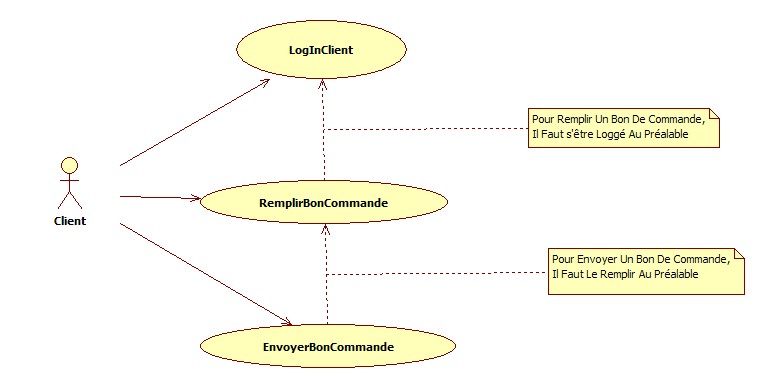 LogInClient
Pour Remplir Un Bon De Commande,
Il Faut s'être Loggé Au Préalable
RemplirBonCommande
Client
Pour Envoyer Un Bon De Commande,
Il Faut Le Remplir Au Préalable
EnvoyerBonCommande